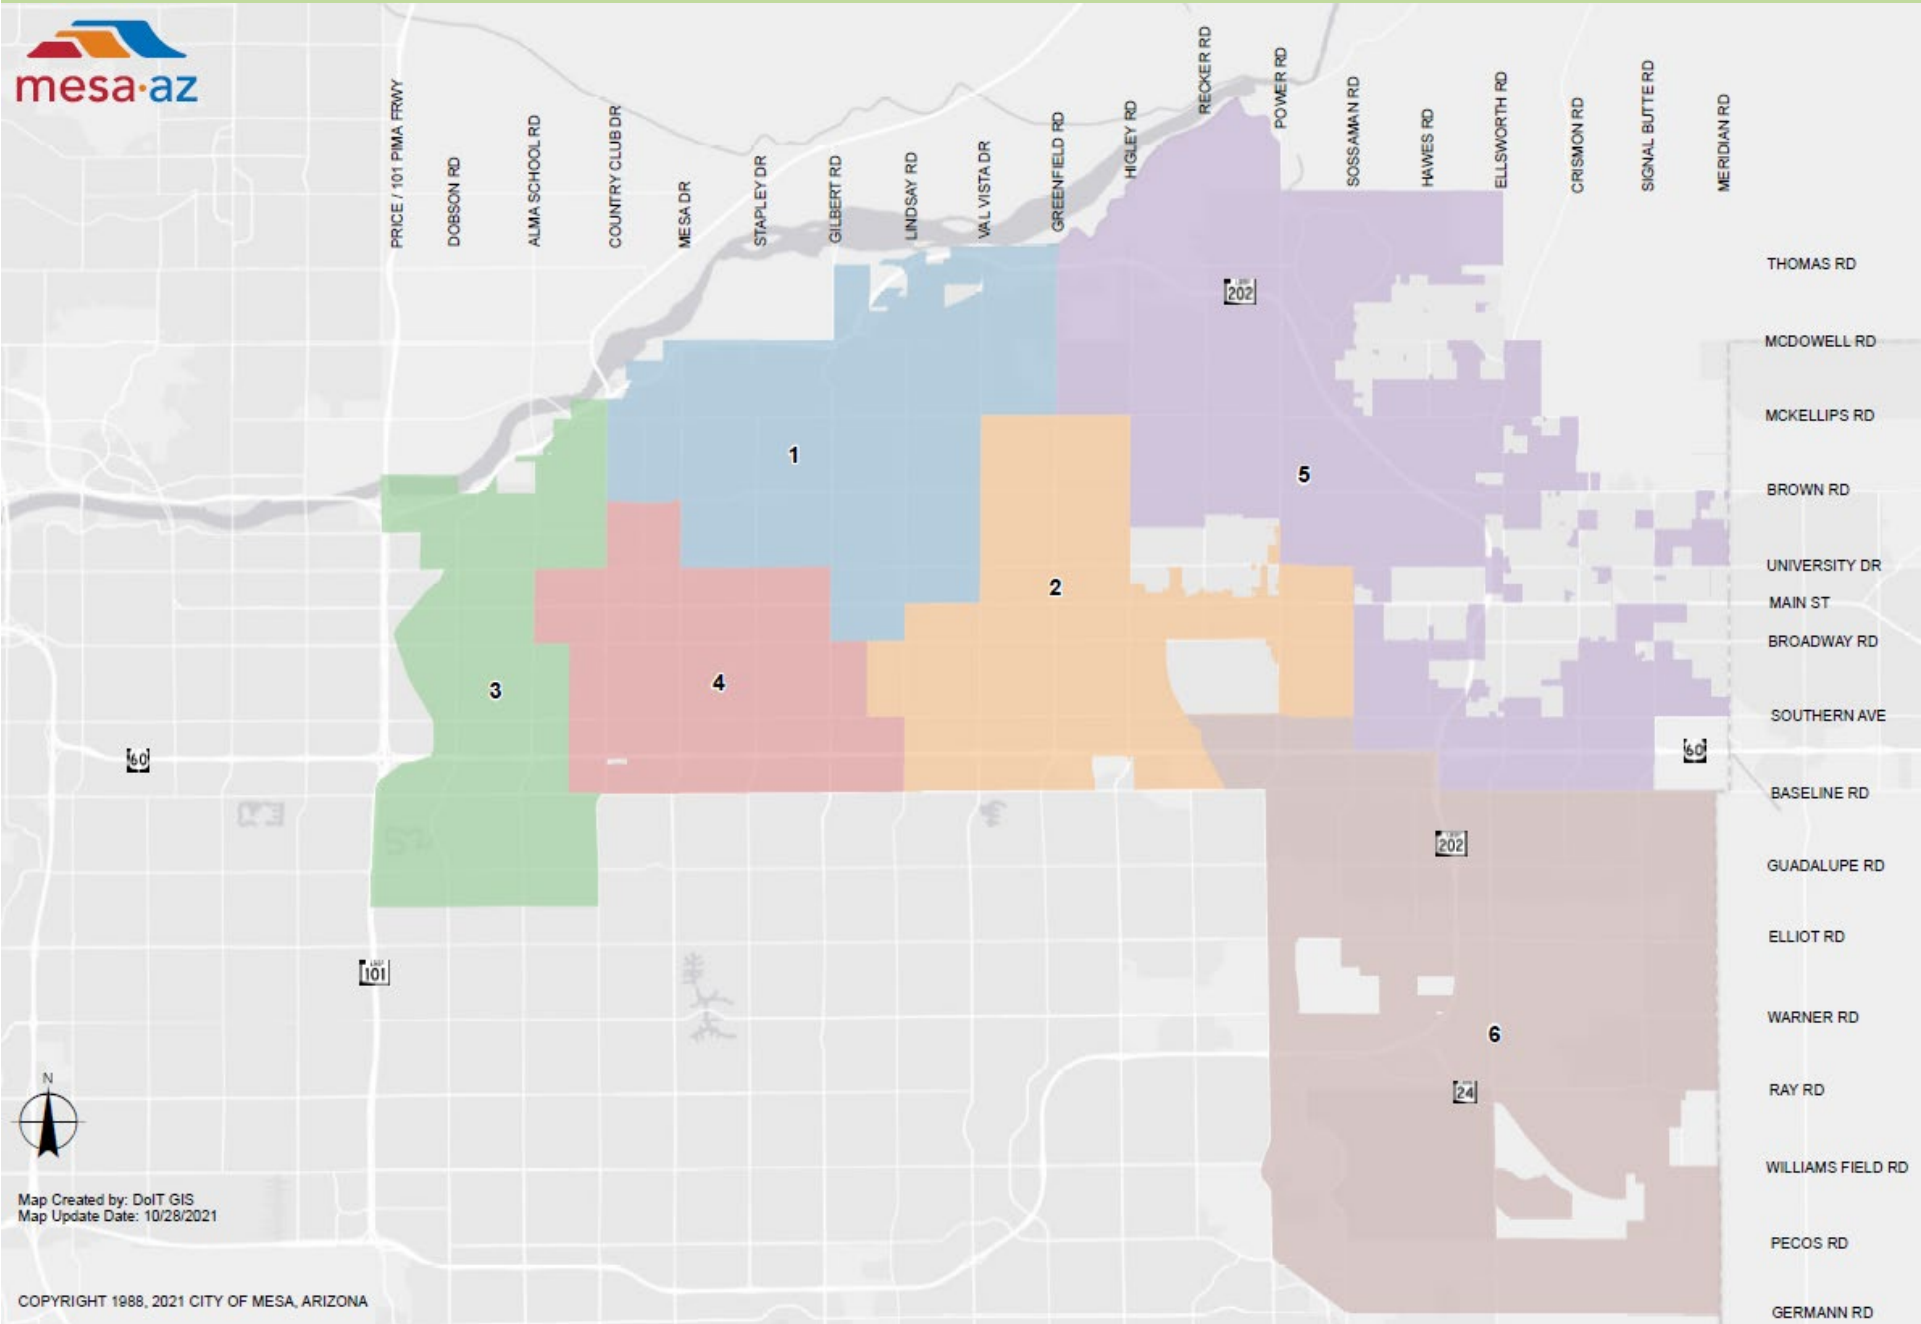 mesa·az
PRICE / 101 PIMA FRWY
DOBSON RD
ALMA SCHOOL RD
COUNTRY CLUB DR
MESA DR
STAPLEY DR
GILBERT RD
LINDSAY RD
VAL VISTA DR
GREENFIELD RD
HIGLEY RD
RECKER RD
POWER RD
SOSSAMAN RD
HAWES RD
ELLSWORTH RD
CRISMON RD
SIGNAL BUTTE RD
MERIDIAN RD
THOMAS RD
LOOP
202
MCDOWELL RD
MCKELLIPS RD
1
5
BROWN RD
UNIVERSITY DR
2
MAIN ST
BROADWAY RD
3
4
SOUTHERN AVE
60
60
BASELINE RD
LOOP
202
GUADALUPE RD
ELLIOT RD
LOOP
101
WARNER RD
6
RAY RD
24
N
WILLIAMS FIELD RD
Map Created by: DoIT GIS
Map Update Date: 10/28/2021
PECOS RD
COPYRIGHT 1988, 2021 CITY OF MESA, ARIZONA
GERMANN RD